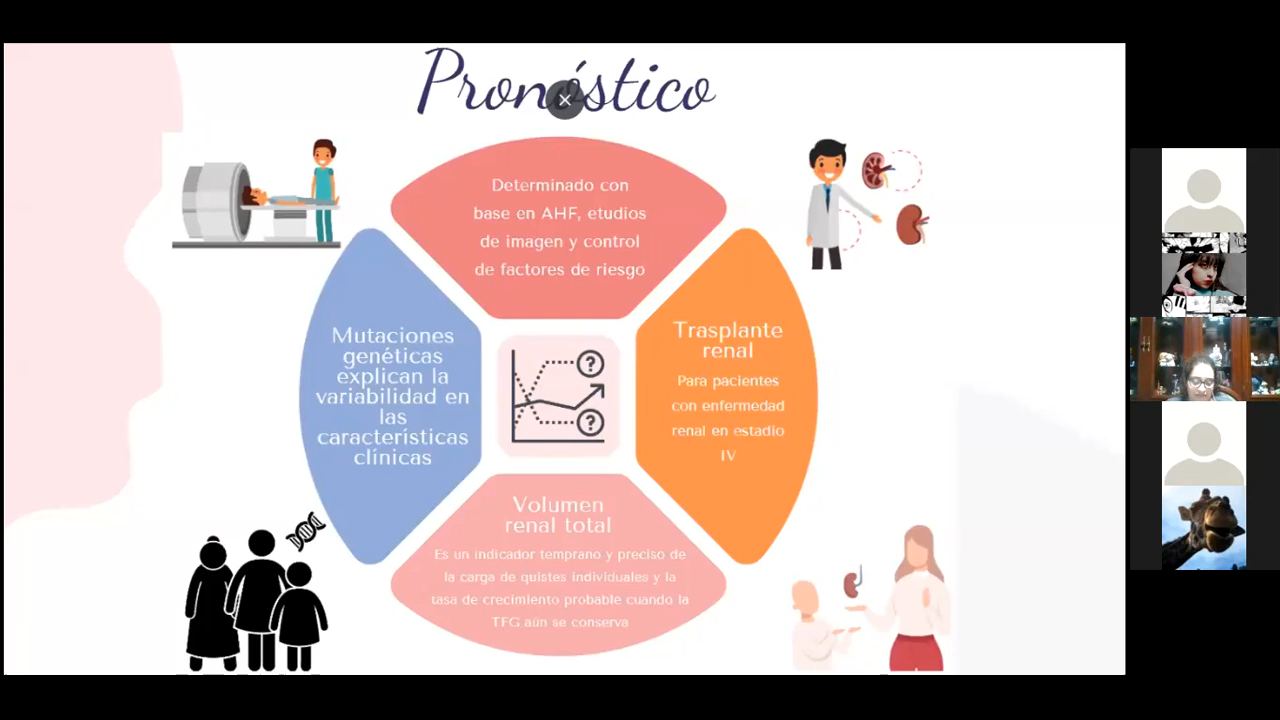 Pronóstico
Determinado con
base en AHF, etudios
de imagen y control
de factores de riesgo
Mutaciones
genéticas
explican la
variabilidad en
las
características
clínicas
Trasplante
renal
Para pacientes
con enfermedad
renal en estadio
IV
Volumen
renal total
Es un indicador temprano y preciso de
la carga de quistes individuales y la
tasa de crecimiento probable cuando la
TFG aún se conserva